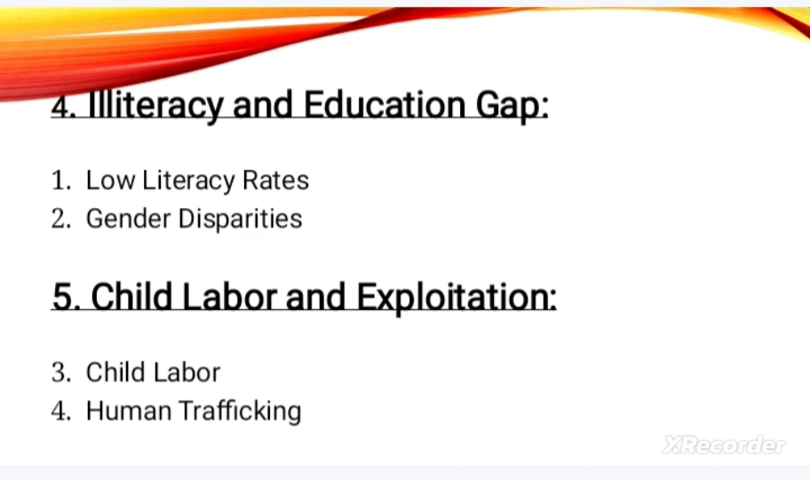 4. Illiteracy and Education Gap:
1. Low Literacy Rates
2. Gender Disparities
5. Child Labor and Exploitation:
3. Child Labor
4. Human Trafficking
XRecorder